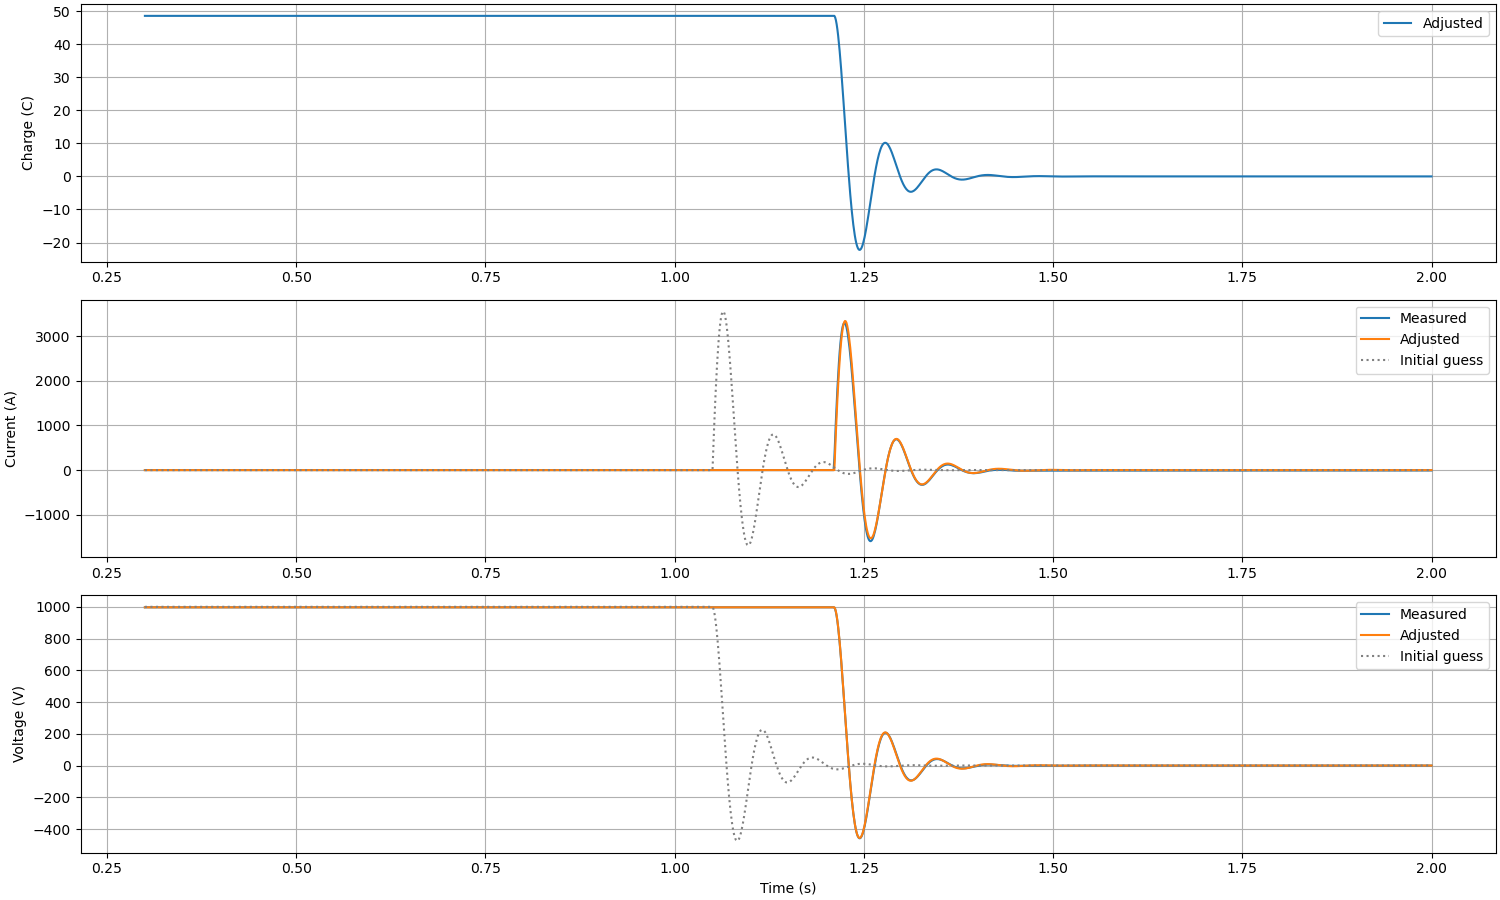 Charge (C)
50
40
30
20
10
0
−10
−20
Adjusted
0.25 0.50 0.75 1.00 1.25 1.50 1.75 2.00
Current (A)
3000
2000
1000
0
−1000
Measured
Adjusted
Initial guess
0.25 0.50 0.75 1.00 1.25 1.50 1.75 2.00
Voltage (V)
1000
800
600
400
200
0
−200
−400
Measured
Adjusted
Initial guess
0.25 0.50 0.75 1.00 1.25 1.50 1.75 2.00
Time (s)